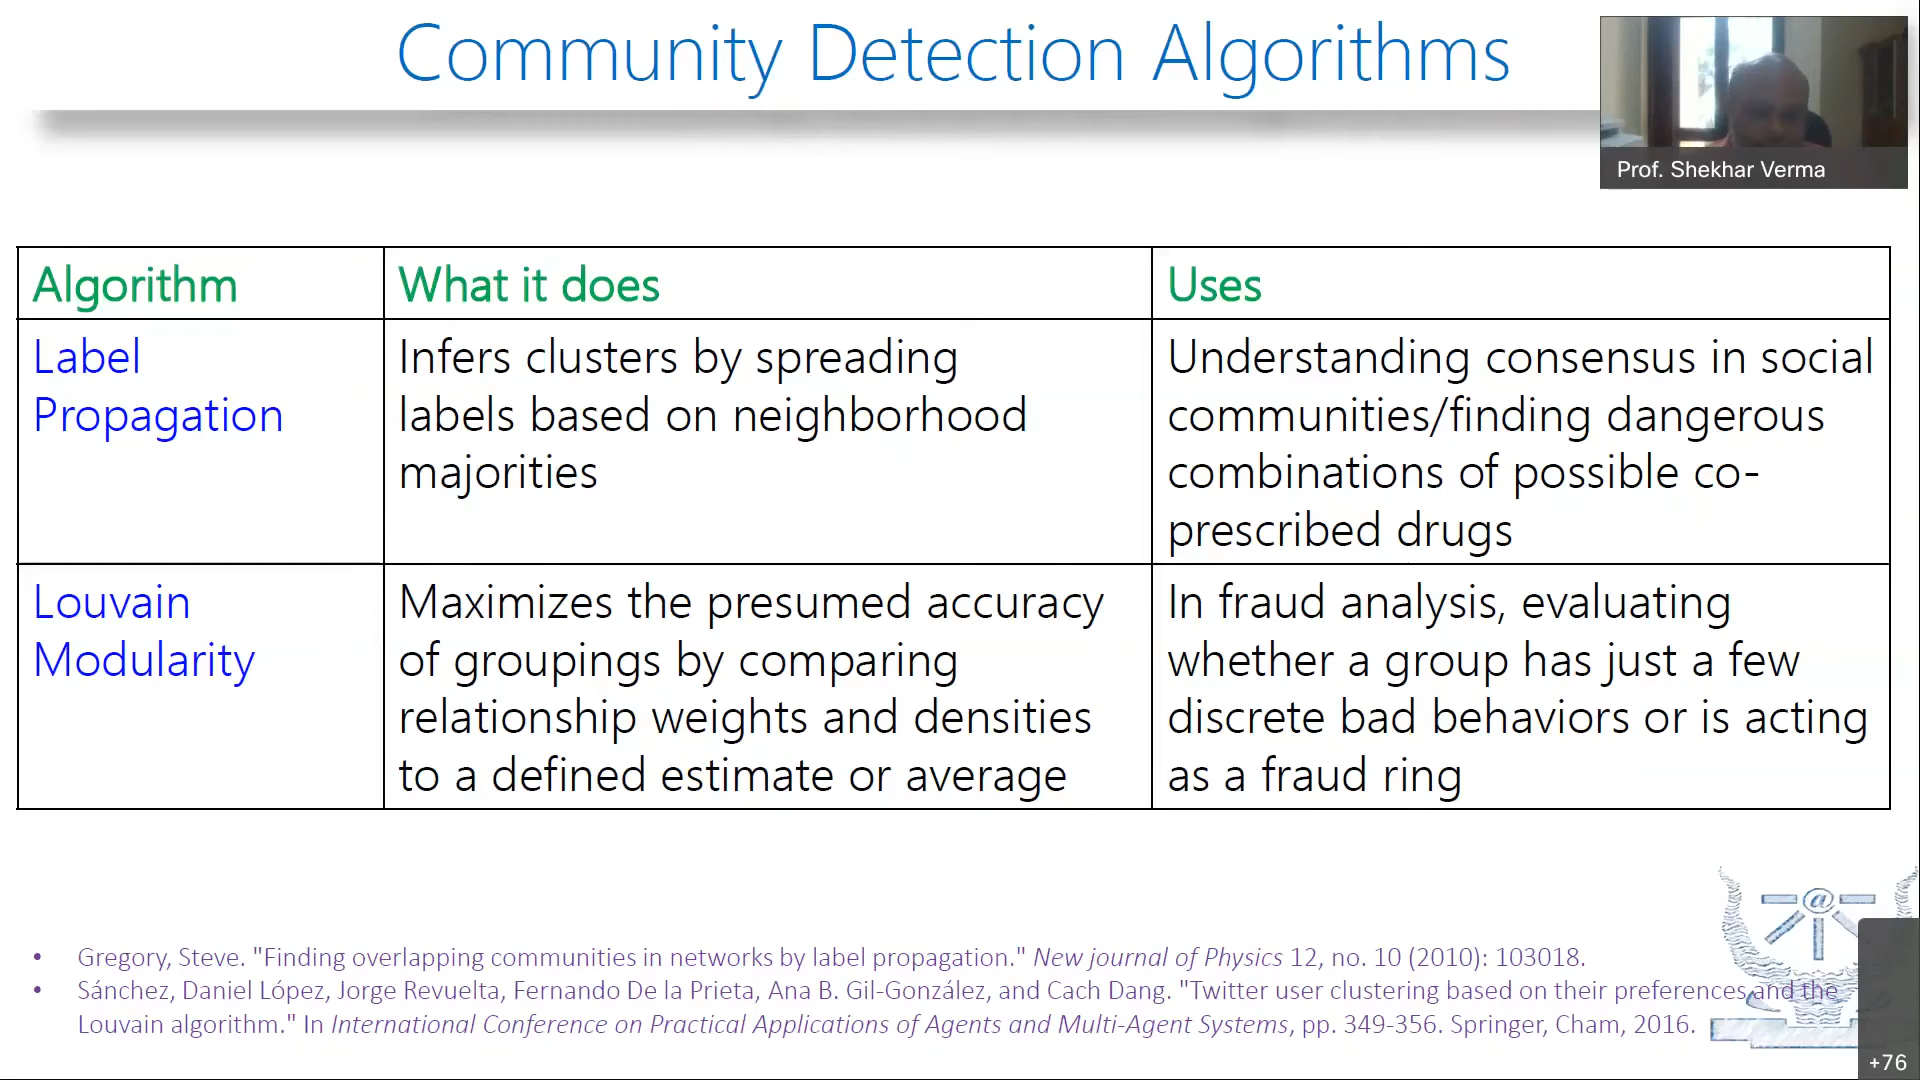 Community Detection Algorithms
Prof. Shekhar Verma
Algorithm
What it does
Uses
Label
Propagation
Infers clusters by spreading
labels based on neighborhood
majorities
Understanding consensus in social
communities/finding dangerous
combinations of possible co-
prescribed drugs
Louvain
Modularity
Maximizes the presumed accuracy
of groupings by comparing
relationship weights and densities
to a defined estimate or average
In fraud analysis, evaluating
whether a group has just a few
discrete bad behaviors or is acting
as a fraud ring
• Gregory, Steve. "Finding overlapping communities in networks by label propagation." New journal of Physics 12, no. 10 (2010): 103018.
• Sánchez, Daniel López, Jorge Revuelta, Fernando De la Prieta, Ana B. Gil-González, and Cach Dang. "Twitter user clustering based on their preferences and the
Louvain algorithm." In International Conference on Practical Applications of Agents and Multi-Agent Systems, pp. 349-356. Springer, Cham, 2016.
@
+76